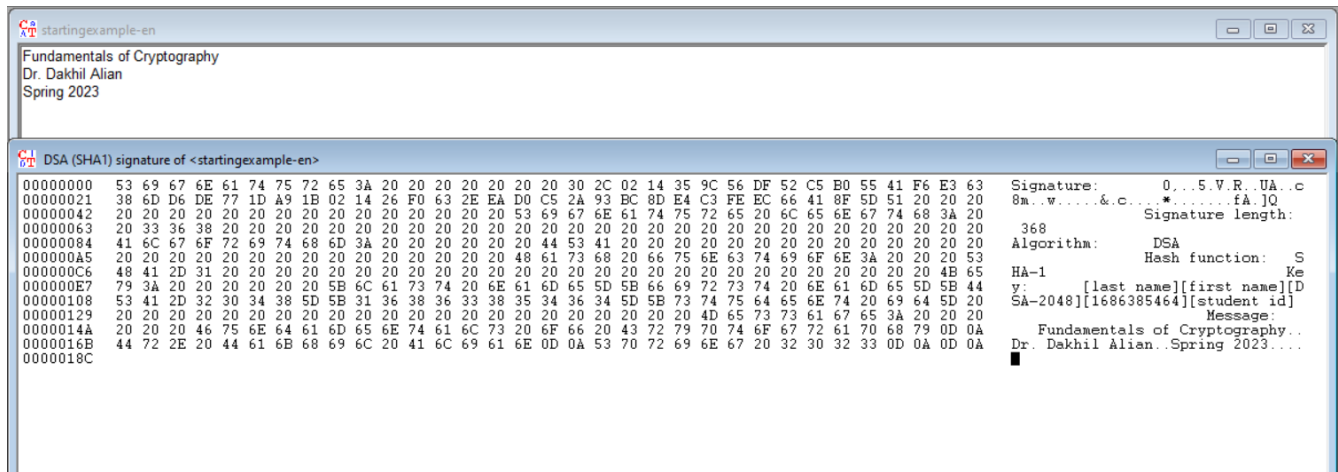 startingexample-en
Fundamentals of Cryptography
Dr. Dakhil Alian
Spring 2023
DSA (SHA1) signature of <startingexample-en>
00000000 53 69 67 6E 61 74 75 72 65 3A 20 20 20 20 20 20 20 30 2C 02 14 35 9C 56 DF 52 C5 B0 55 41 F6 E3 63 Signature:       0,..5.V.R..UA..c
00000021 38 6D D6 DE 77 1D A9 1B 02 14 26 F0 63 2E EA D0 C5 2A 93 BC 8D E4 C3 FE EC 66 41 8F 5D 51 20 20 20 8m..w.....&.c....*.......fA.]Q
00000042 20 20 20 20 20 20 20 20 20 20 20 20 20 20 20 53 69 67 6E 61 74 75 72 65 20 6C 65 6E 67 74 68 3A 20 Signature length:
00000063 20 33 36 38 20 20 20 20 20 20 20 20 20 20 20 20 20 20 20 20 20 20 20 20 20 20 20 20 20 20 20 20 20 368
00000084 41 6C 67 6F 72 69 74 68 6D 3A 20 20 20 20 20 20 20 44 53 41 20 20 20 20 20 20 20 20 20 20 20 20 20 Algorithm:       DSA
000000A5 20 20 20 20 20 20 20 20 20 20 20 20 20 20 20 48 61 73 68 20 66 75 6E 63 74 69 6F 6E 3A 20 20 20 53 Hash function:   S
000000C6 48 41 2D 31 20 20 20 20 20 20 20 20 20 20 20 20 20 20 20 20 20 20 20 20 20 20 20 20 20 20 20 4B 65 HA-1                           Ke
000000E7 79 3A 20 20 20 20 20 5B 6C 61 73 74 20 6E 61 6D 65 5D 5B 66 69 72 73 74 20 6E 61 6D 65 5D 5B 44 y:      [last name][first name][D
00000108 53 41 2D 32 30 34 38 5D 5B 31 36 38 36 33 38 35 34 36 34 5D 5B 73 74 75 64 65 6E 74 20 69 64 5D 20 SA-2048][1686385464][student id]
00000129 20 20 20 20 20 20 20 20 20 20 20 20 20 20 20 20 20 20 20 20 20 20 4D 65 73 73 61 67 65 3A 20 20 20 Message:
0000014A 20 20 20 46 75 6E 64 61 6D 65 6E 74 61 6C 73 20 6F 66 20 43 72 79 70 74 6F 67 72 61 70 68 79 0D 0A Fundamentals of Cryptography..
0000016B 44 72 2E 20 44 61 6B 68 69 6C 20 41 6C 69 61 6E 0D 0A 53 70 72 69 6E 67 20 32 30 32 33 0D 0A 0D 0A Dr. Dakhil Alian..Spring 2023....
0000018C